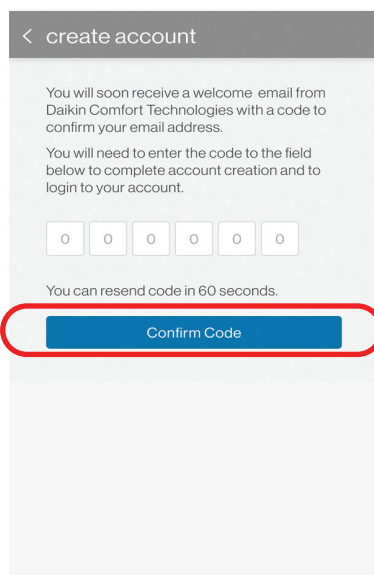 < create account
You will soon receive a welcome email from
Daikin Comfort Technologies with a code to
confirm your email address.
You will need to enter the code to the field
below to complete account creation and to
login to your account.
0 0 0 0 0 0
You can resend code in 60 seconds.
Confirm Code